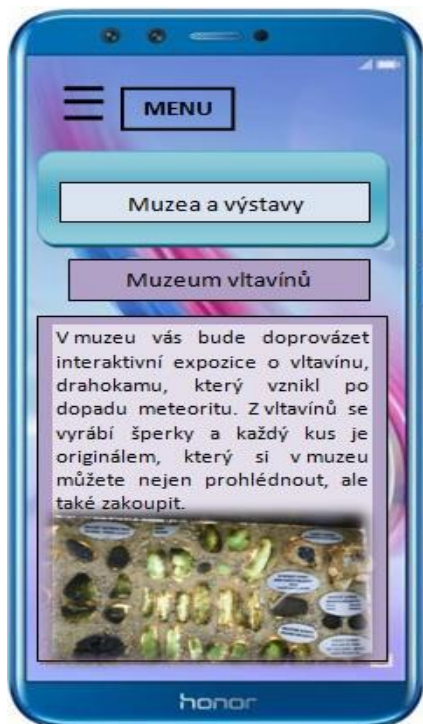 MENU
Muzea a výstavy
Muzeum vltavínů
V muzeu vás bude doprovázet
interaktivní expozice o vltavínu,
drahokamu, který vznikl po
dopadu meteoritu. Z vltavínů se
vyrábí šperky a každý kus je
originálem, který si v muzeu
můžete nejen prohlédnout, ale
také zakoupit.
honor